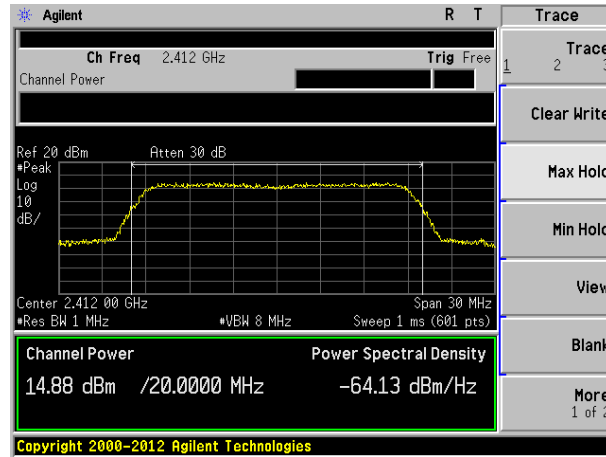 Agilent R T Trace
Ch Freq 2.412 GHz Trig Free
Channel Power
Trace
1 2 3
Clear Write
Max Hold
Min Hold
View
Blank
More
1 of 2
Ref 20 dBm Atten 30 dB
#Peak
Log
10
dB/
Center 2.412 00 GHz Span 30 MHz
#Res BW 1 MHz #VBW 8 MHz Sweep 1 ms (601 pts)
Channel Power Power Spectral Density
14.88 dBm /20.0000 MHz -64.13 dBm/Hz
Copyright 2000-2012 Agilent Technologies